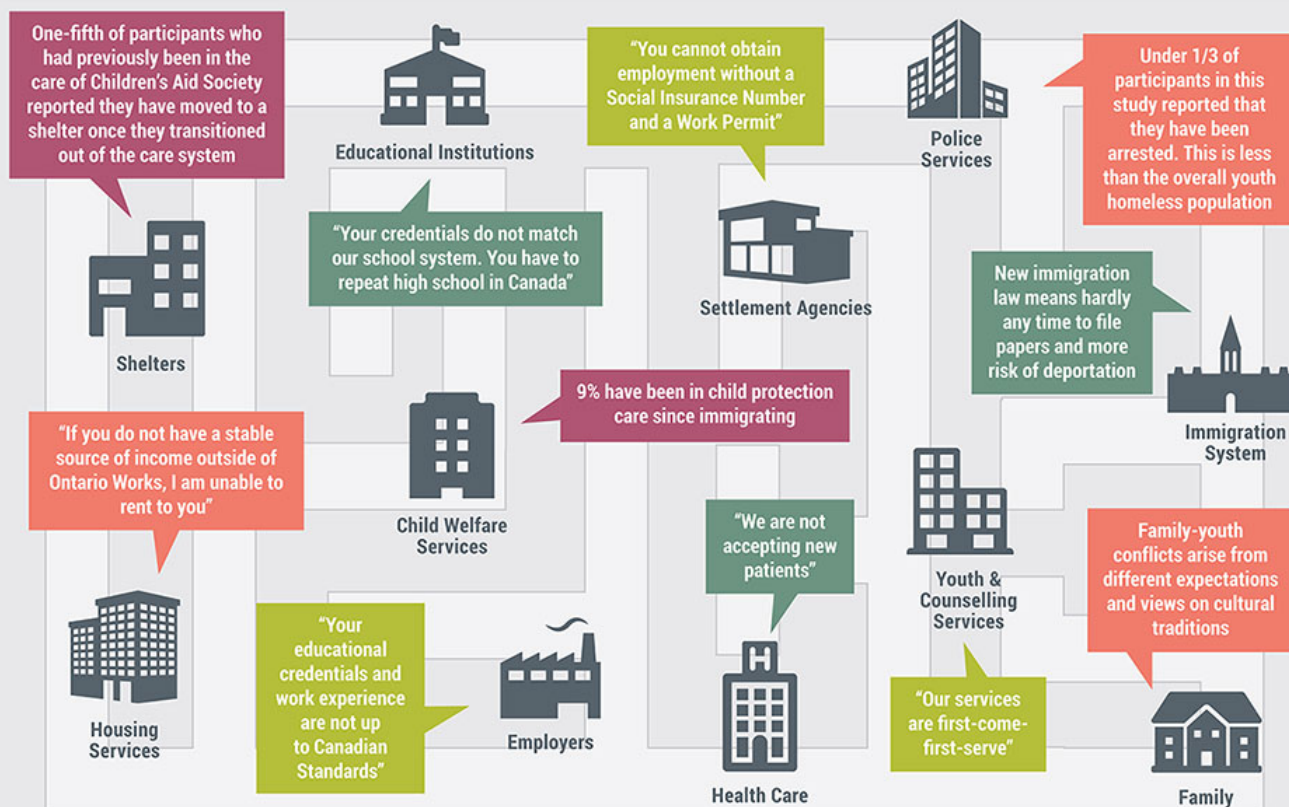 One-fifth of participants who
had previously been in the
care of Children's Aid Society
reported they have moved to a
shelter once they transitioned
out of the care system
Shelters
Educational Institutions
"Your credentials do not match
our school system. You have to
repeat high school in Canada"
"You cannot obtain
employment without a
Social Insurance Number
and a Work Permit"
Settlement Agencies
Police
Services
Under 1/3 of
participants in this
study reported that
they have been
arrested. This is less
than the overall youth
homeless population
New immigration
law means hardly
any time to file
papers and more
risk of deportation
Immigration
System
"If you do not have a stable
source of income outside of
Ontario Works, I am unable to
rent to you"
Housing
Services
9% have been in child protection
care since immigrating
Child Welfare
Services
"Your
educational
credentials and
work experience
are not up
to Canadian
Standards"
Employers
"We are not
accepting new
patients"
Health Care
Youth &
Counselling
Services
"Our services
are first-come-
first-serve"
Family-youth
conflicts arise from
different expectations
and views on cultural
traditions
Family